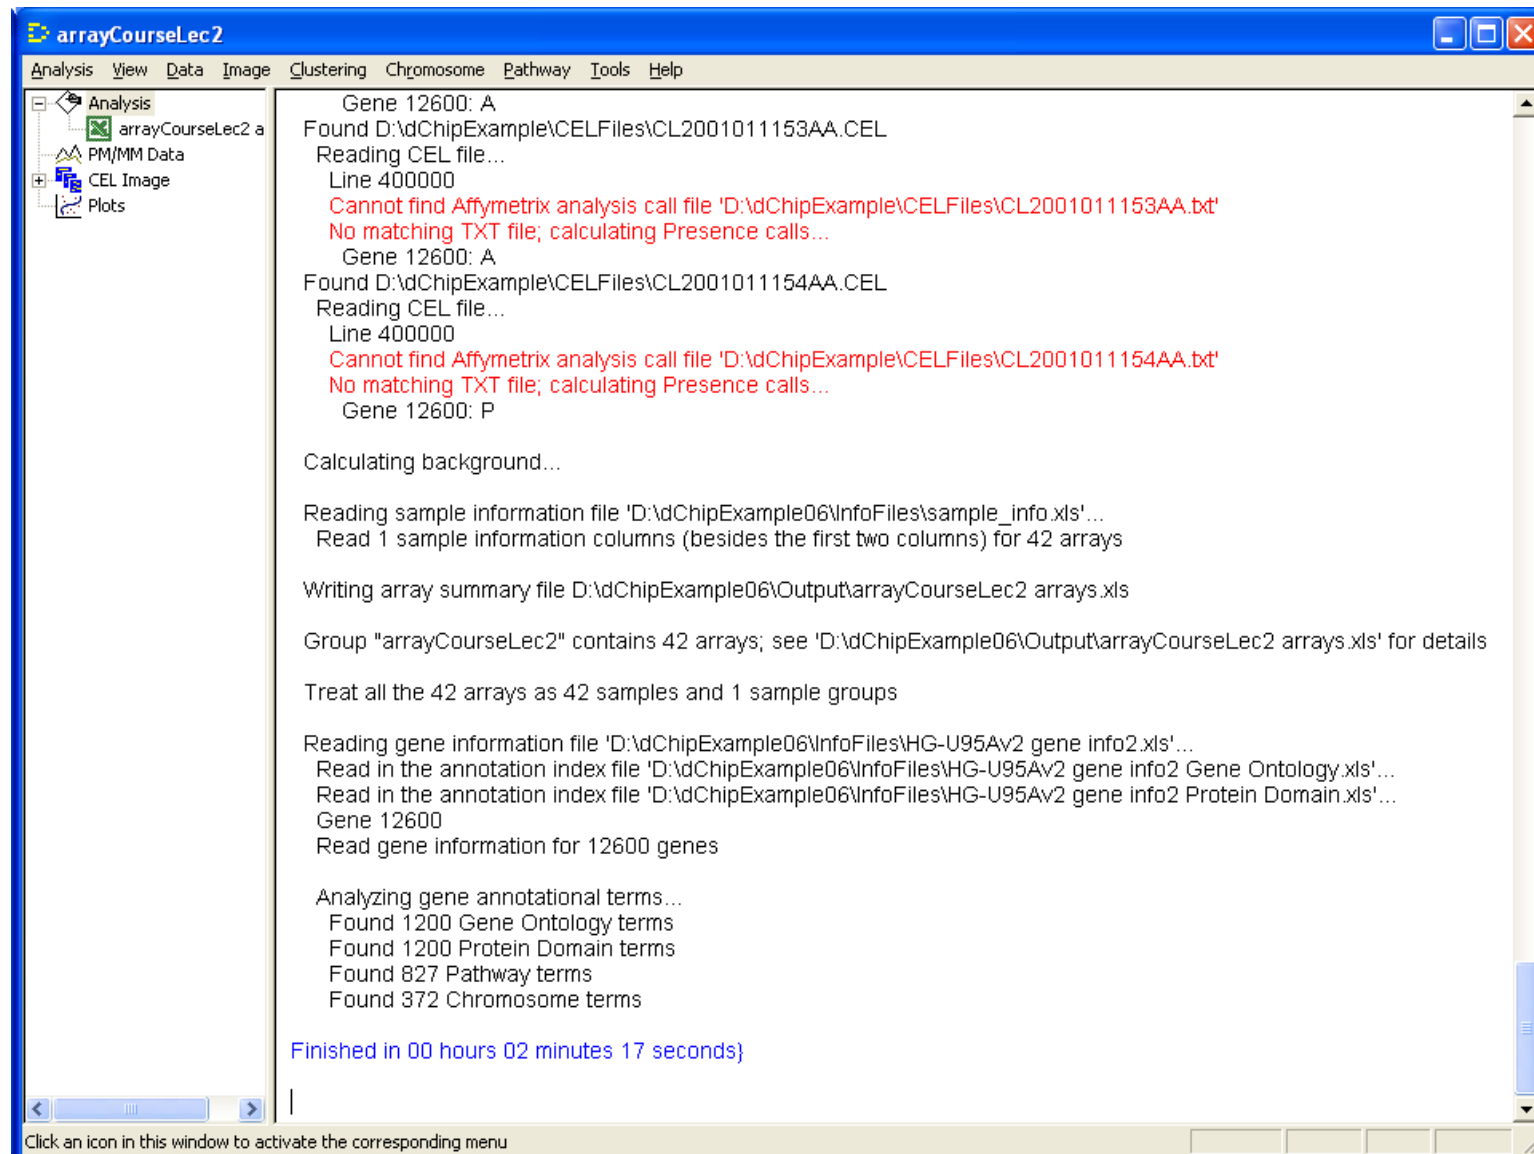 arrayCourseLec2
Analysis View Data Image Clustering Chromosome Pathway Tools Help
Analysis
arrayCourseLec2 a
PM/MM Data
CEL Image
Plots
Gene 12600: A
Found D:\dChipExample\CELFiles\CL2001011153AA.CEL
Reading CEL file...
Line 400000
Cannot find Affymetrix analysis call file 'D:\dChipExample\CELFiles\CL2001011153AA.txt'
No matching TXT file; calculating Presence calls...
Gene 12600: A
Found D:\dChipExample\CELFiles\CL2001011154AA.CEL
Reading CEL file...
Line 400000
Cannot find Affymetrix analysis call file 'D:\dChipExample\CELFiles\CL2001011154AA.txt'
No matching TXT file; calculating Presence calls...
Gene 12600: P
Calculating background...
Reading sample information file 'D:\dChipExample06\InfoFiles\sample_info.xls'...
Read 1 sample information columns (besides the first two columns) for 42 arrays
Writing array summary file D:\dChipExample06\Output\arrayCourseLec2 arrays.xls
Group "arrayCourseLec2" contains 42 arrays; see 'D:\dChipExample06\Output\arrayCourseLec2 arrays.xls' for details
Treat all the 42 arrays as 42 samples and 1 sample groups
Reading gene information file 'D:\dChipExample06\InfoFiles\HG-U95Av2 gene info2.xls'...
Read in the annotation index file 'D:\dChipExample06\InfoFiles\HG-U95Av2 gene info2 Gene Ontology.xls'...
Read in the annotation index file 'D:\dChipExample06\InfoFiles\HG-U95Av2 gene info2 Protein Domain.xls'...
Gene 12600
Read gene information for 12600 genes
Analyzing gene annotational terms...
Found 1200 Gene Ontology terms
Found 1200 Protein Domain terms
Found 827 Pathway terms
Found 372 Chromosome terms
Finished in 00 hours 02 minutes 17 seconds}
Click an icon in this window to activate the corresponding menu